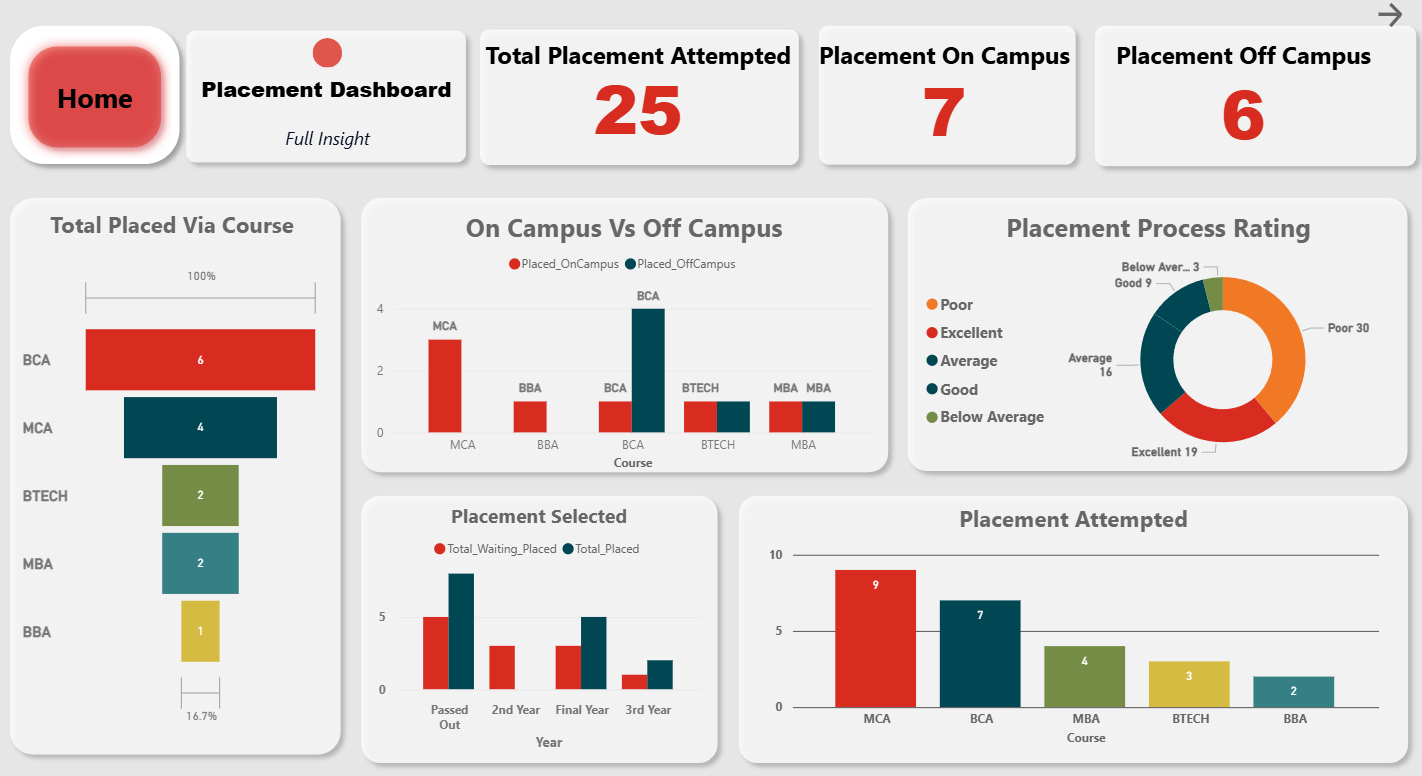 Home
Placement Dashboard
Full Insight
Total Placement Attempted
25
Placement On Campus
7
Placement Off Campus
6
Total Placed Via Course
100%
BCA 6
MCA 4
BTECH 2
MBA 2
BBA 1
16.7%
On Campus Vs Off Campus
Placed_OnCampus Placed_OffCampus
4
2
0
MCA
BBA
BCA
BCA
BTECH
MBA MBA
MCA BBA BCA BTECH MBA
Course
Placement Process Rating
Poor
Excellent
Average
Good
Below Average
Below Aver... 3
Good 9
Poor 30
Average
16
Excellent 19
Placement Selected
Total_Waiting_Placed Total_Placed
5
0
Passed
Out
2nd Year Final Year 3rd Year
Year
Placement Attempted
10
5
0
9
7
4
3
2
MCA BCA MBA BTECH BBA
Course